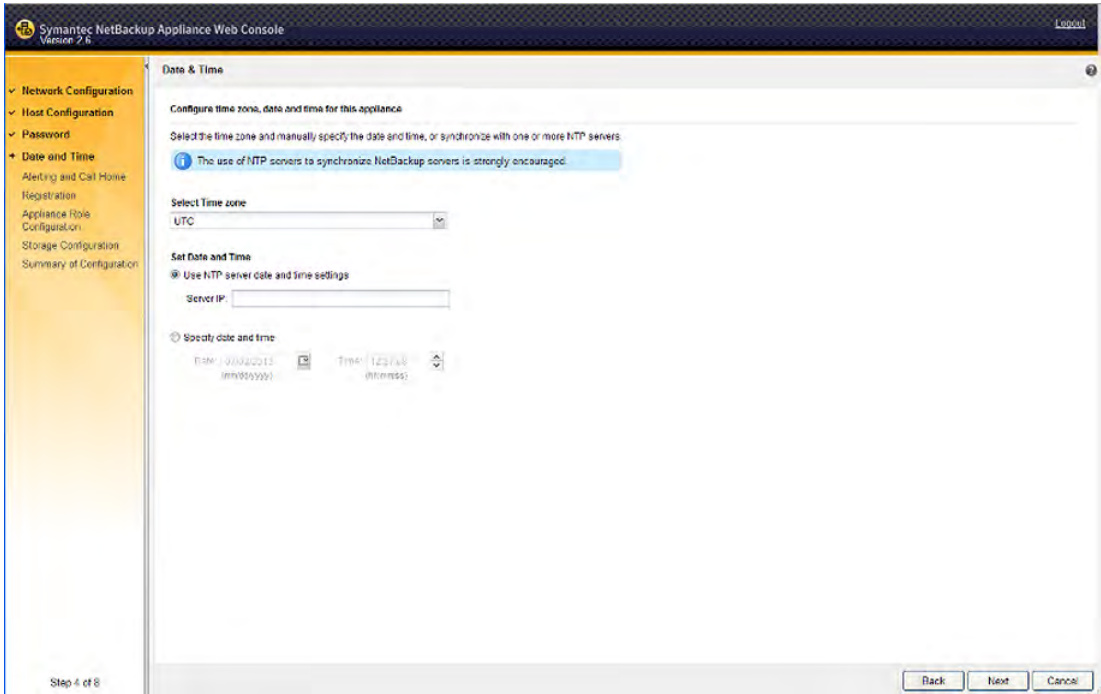 Symantec NetBackup Appliance Web Console
Version 2.6
Logout
Network Configuration
Host Configuration
Password
Date and Time
Alerting and Call Home
Registration
Appliance Role
Configuration
Storage Configuration
Summary of Configuration
Step 4 of 8
Date & Time
Configure time zone, date and time for this appliance
Select the time zone and manually specify the date and time, or synchronize with one or more NTP servers.
The use of NTP servers to synchronize NetBackup servers is strongly encouraged.
Select Time zone
UTC
Set Date and Time
Use NTP server date and time settings
Server IP:
Specify date and time
Date: Time:
(mm/dd/yyyy) (hh:mm:ss)
Back Next Cancel